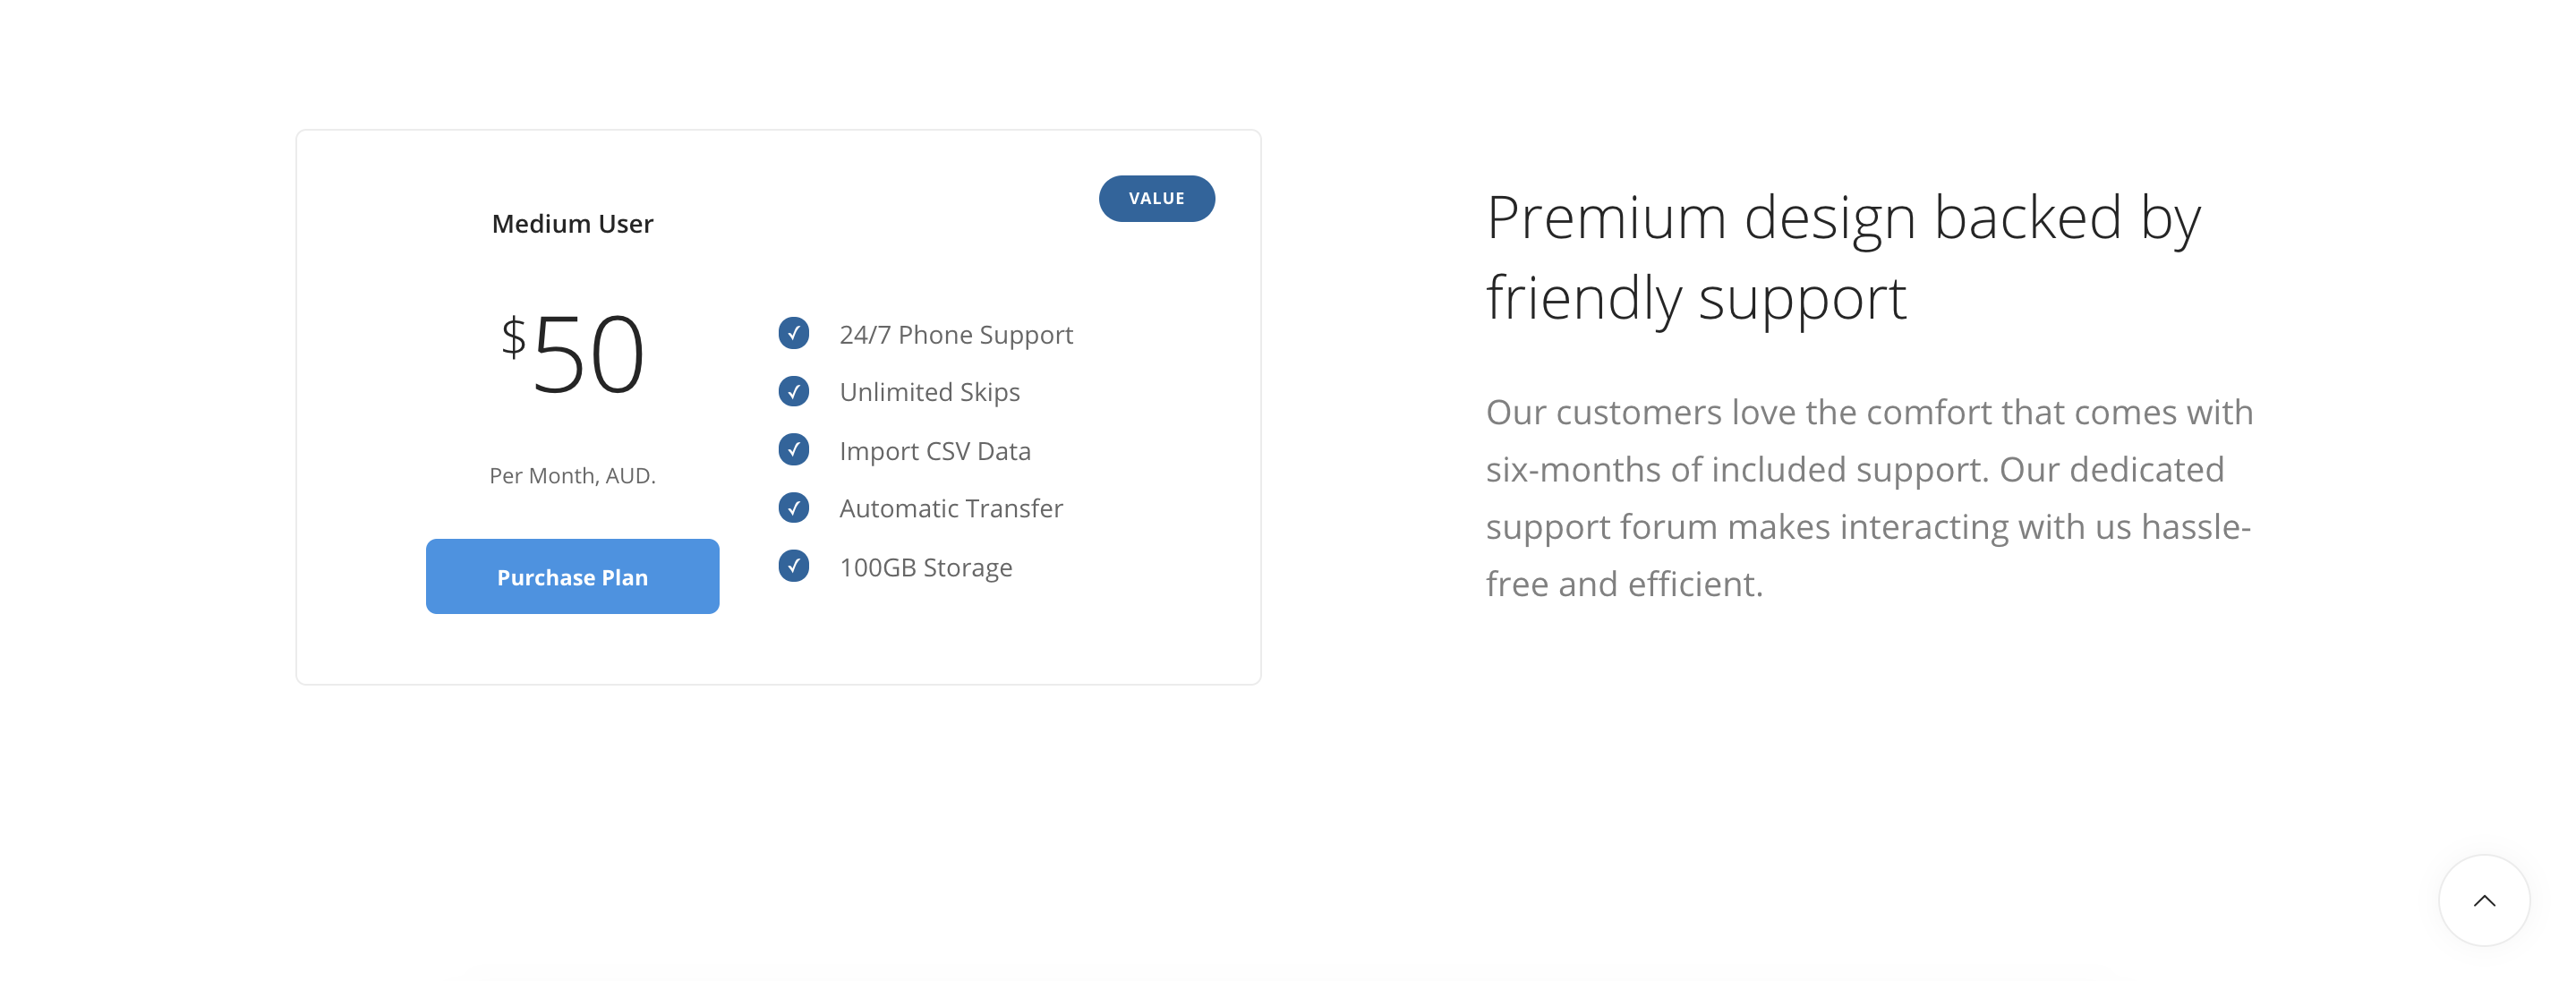 VALUE
Medium User
$50
Per Month, AUD.
Purchase Plan
24/7 Phone Support
Unlimited Skips
Import CSV Data
Automatic Transfer
100GB Storage
Premium design backed by
friendly support
Our customers love the comfort that comes with
six-months of included support. Our dedicated
support forum makes interacting with us hassle-
free and efficient.